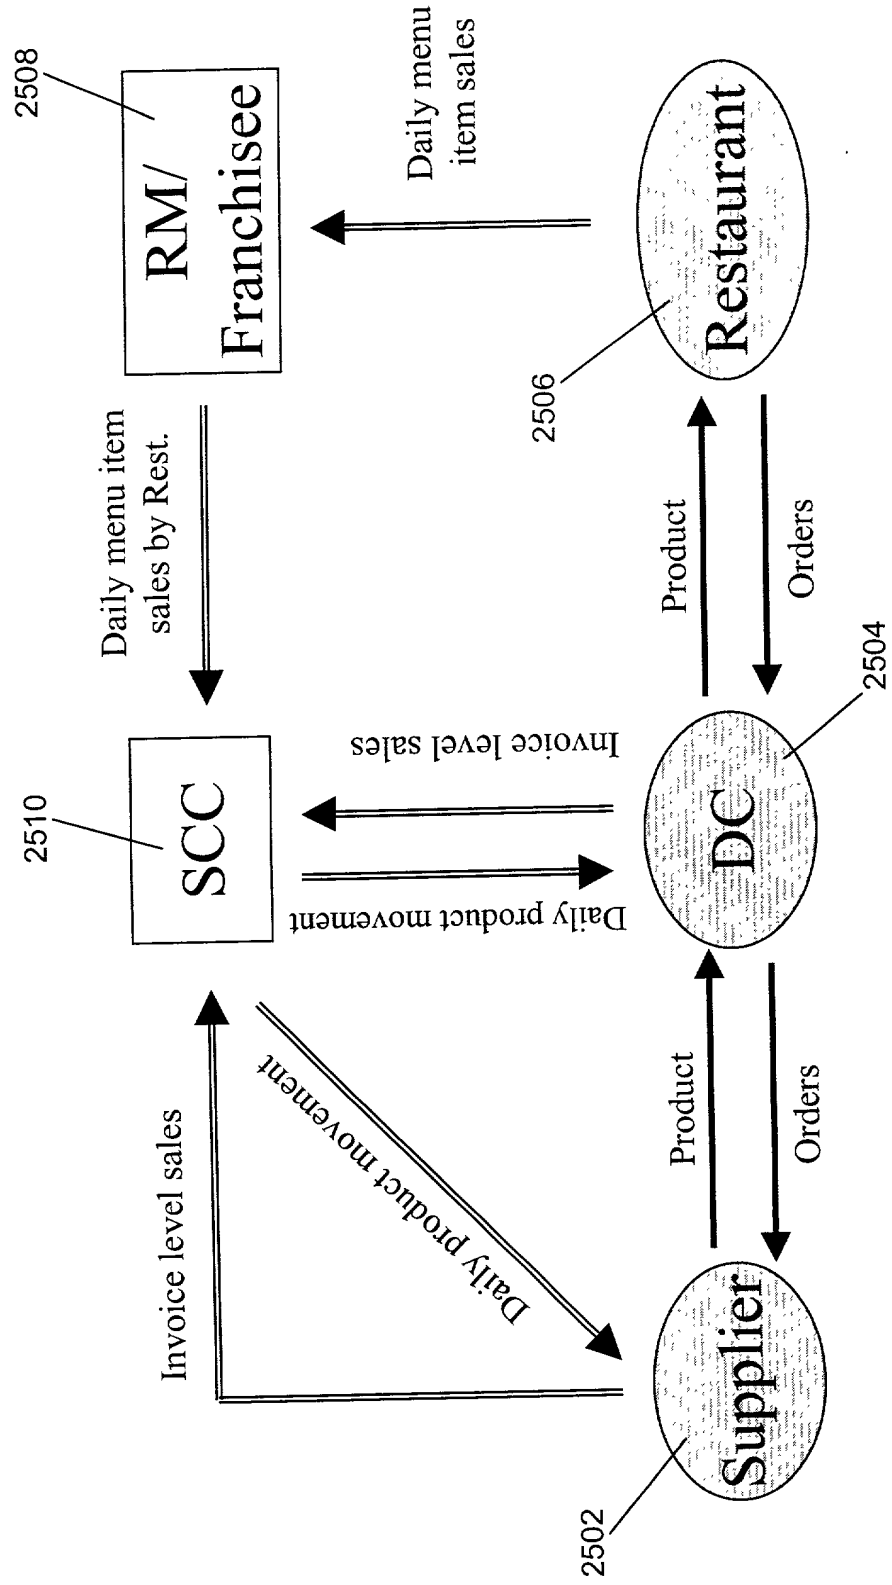 2510
SCC
2508
RM/
Franchisee
Daily menu item
sales by Rest.
Invoice level sales
Daily product movement
Daily product movement
Invoice level sales
Daily menu
item sales
2502
Supplier
Product
Orders
DC
2504
Product
Orders
2506
Restaurant